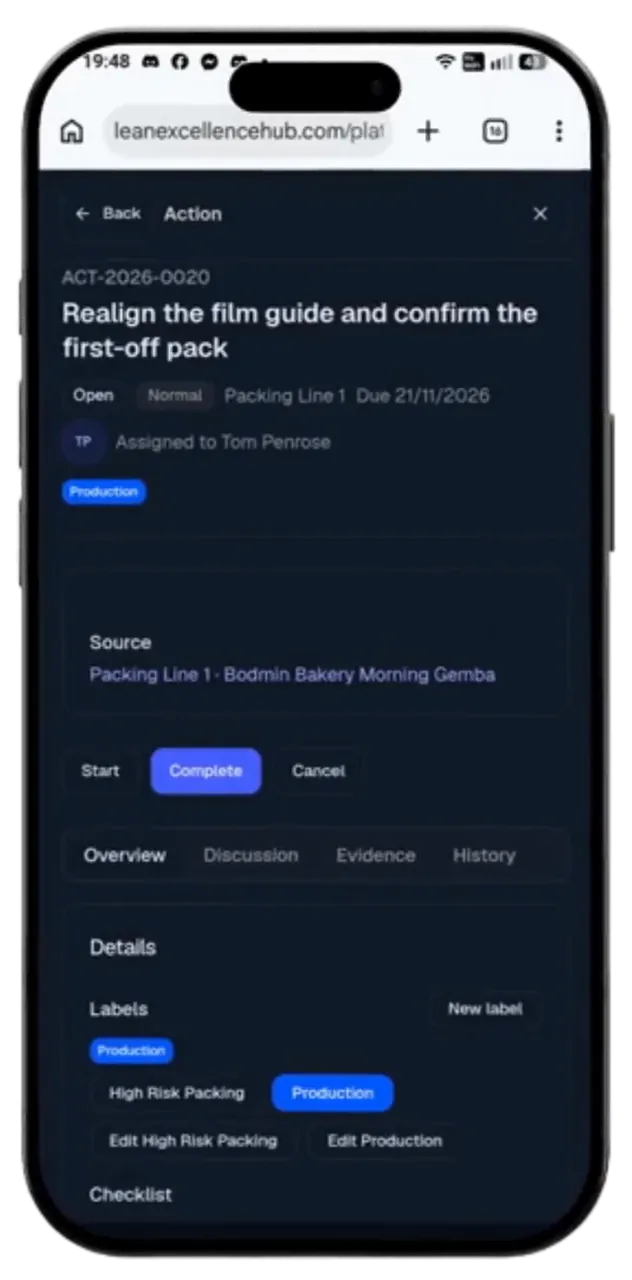 19:48
leanexcellencehub.com/plat
16
← Back Action ×
ACT-2026-0020
Realign the film guide and confirm the
first-off pack
Open Normal Packing Line 1 Due 21/11/2026
TP Assigned to Tom Penrose
Production
Source
Packing Line 1 · Bodmin Bakery Morning Gemba
Start Complete Cancel
Overview Discussion Evidence History
Details
Labels New label
Production
High Risk Packing Production
Edit High Risk Packing Edit Production
Checklist